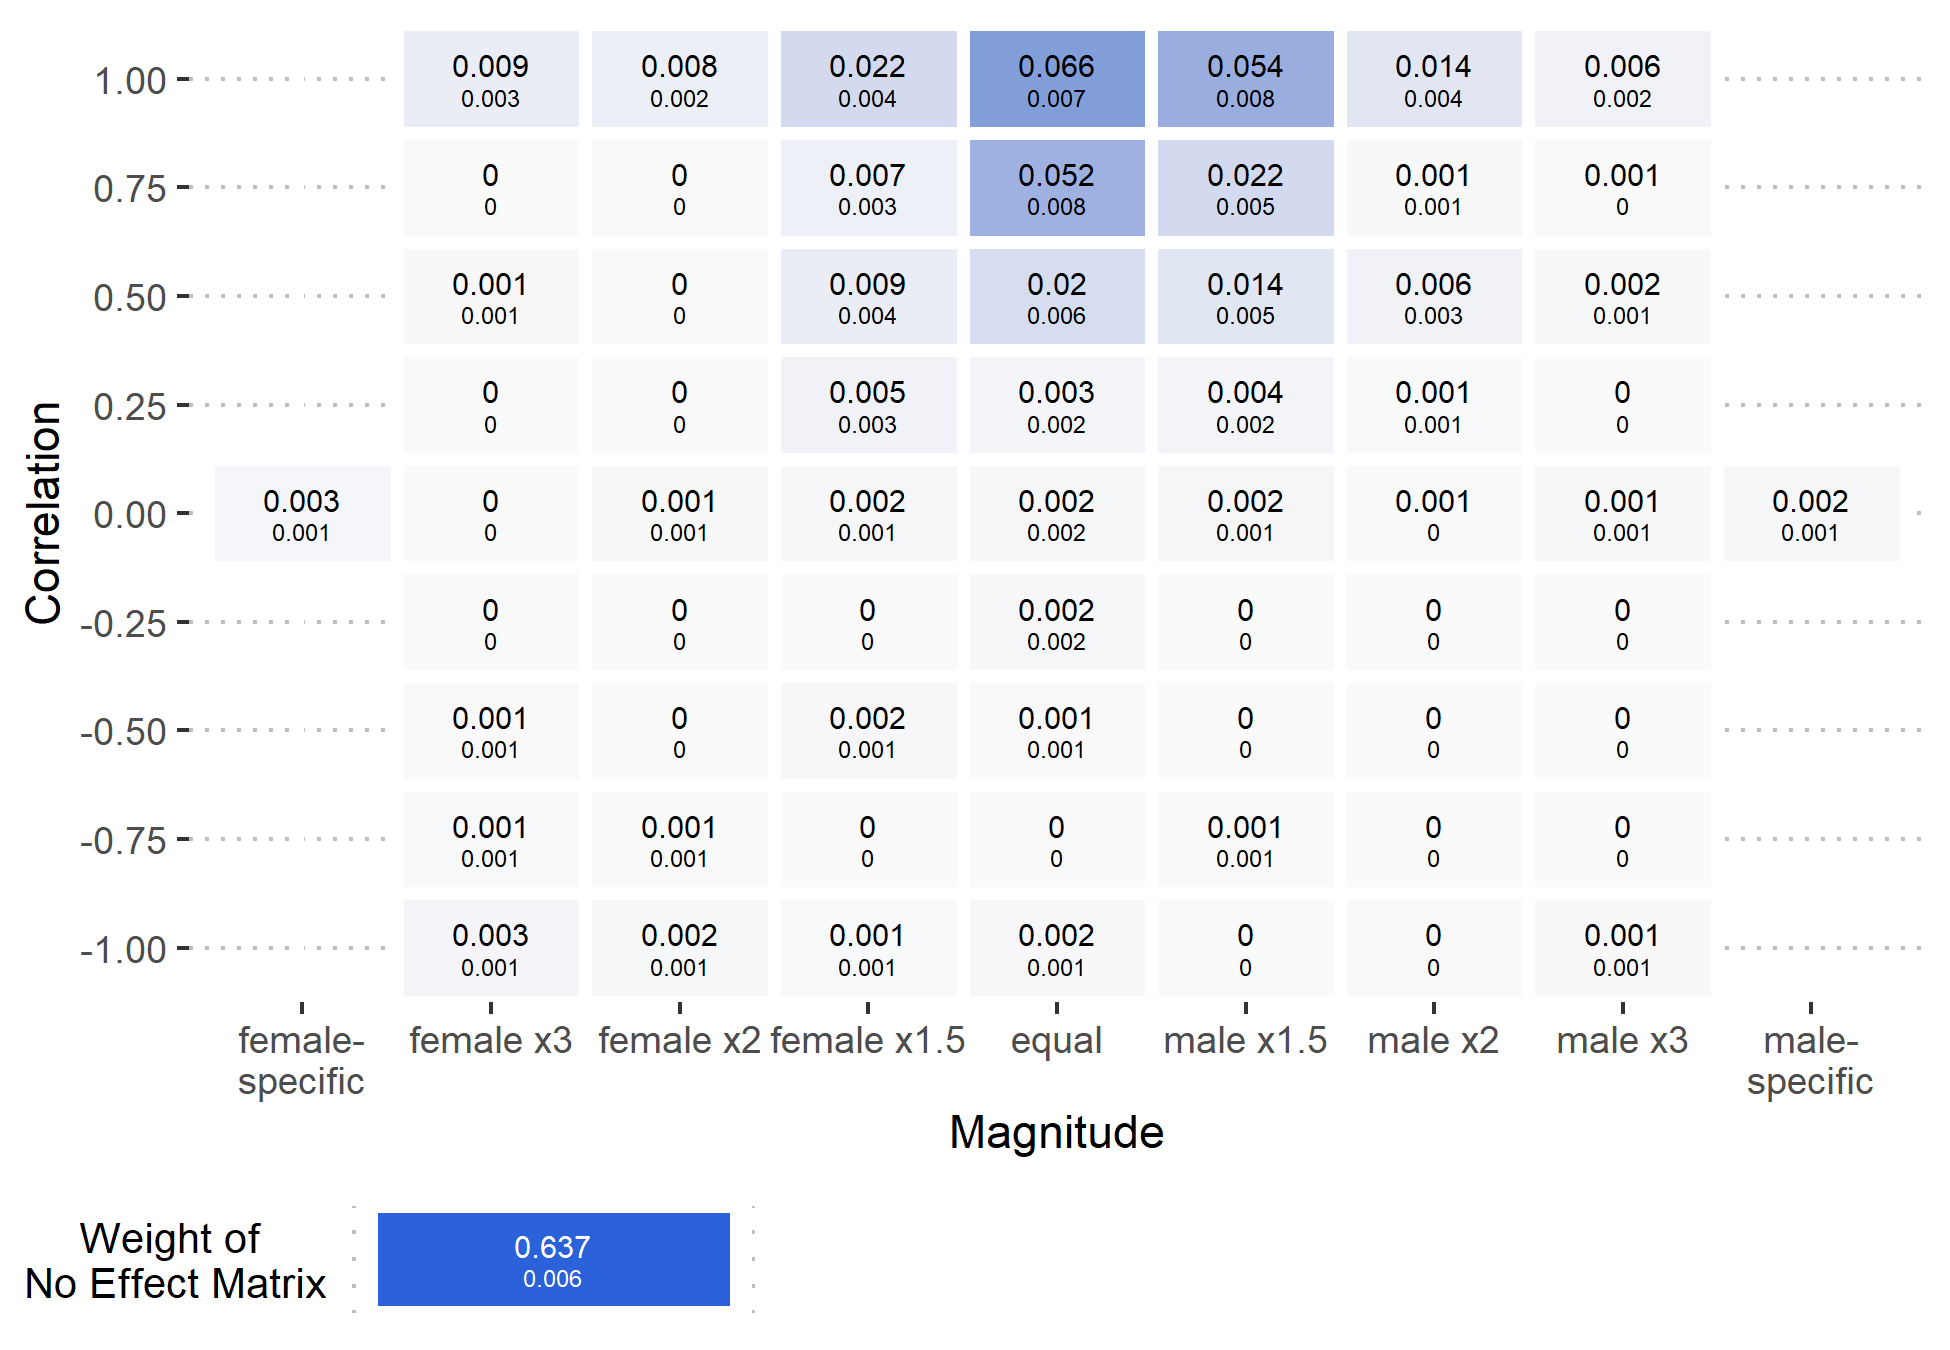 1.00 0.009 0.008 0.022 0.066 0.054 0.014 0.006
0.003 0.002 0.004 0.007 0.008 0.004 0.002
0.75 0 0 0.007 0.052 0.022 0.001 0.001
0 0 0.003 0.008 0.005 0.001 0
0.50 0.001 0 0.009 0.02 0.014 0.006 0.002
0.001 0 0.004 0.006 0.005 0.003 0.001
0.25 0 0 0.005 0.003 0.004 0.001 0
0 0 0.003 0.002 0.002 0.001 0
0.00 0.003 0 0.001 0.002 0.002 0.002 0.001 0.001 0.002
0.001 0 0.001 0.001 0.002 0.001 0 0.001 0.001
-0.25 0 0 0 0.002 0 0 0
0 0 0 0.002 0 0 0
-0.50 0.001 0 0.002 0.001 0 0 0
0.001 0 0.001 0.001 0 0 0
-0.75 0.001 0.001 0 0 0.001 0 0
0.001 0.001 0 0 0.001 0 0
-1.00 0.003 0.002 0.001 0.002 0 0 0.001
0.001 0.001 0.001 0.001 0 0 0.001
Correlation
female- female x3 female x2 female x1.5 equal male x1.5 male x2 male x3 male-
specific specific
Magnitude
Weight of
No Effect Matrix
0.637
0.006